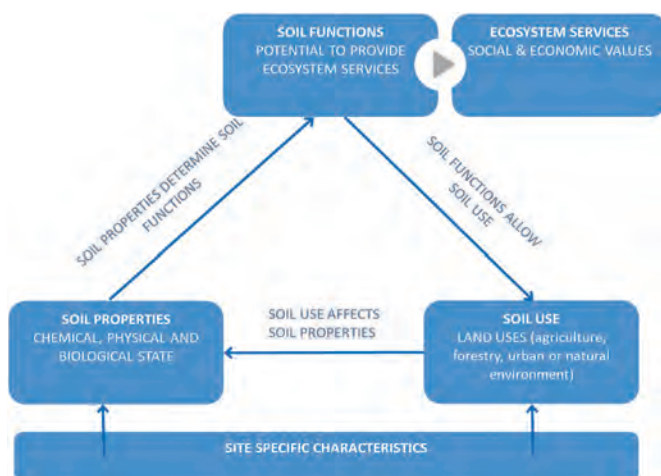 SOIL FUNCTIONS
POTENTIAL TO PROVIDE
ECOSYSTEM SERVICES
ECOSYSTEM SERVICES
SOCIAL & ECONOMIC VALUES
SOIL PROPERTIES DETERMINE SOIL
FUNCTIONS
SOIL FUNCTIONS ALLOW
SOIL USE
SOIL PROPERTIES
CHEMICAL, PHYSICAL AND
BIOLOGICAL STATE
SOIL USE AFFECTS
SOIL PROPERTIES
SOIL USE
LAND USES (agriculture,
forestry, urban or natural
environment)
SITE SPECIFIC CHARACTERISTICS